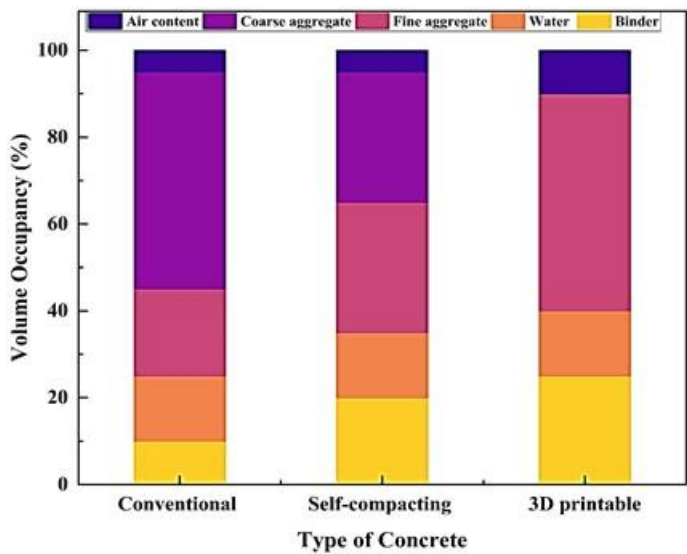 Air content Coarse aggregate Fine aggregate Water Binder
100
80
60
40
20
0
Volume Occupancy (%)
Conventional Self-compacting 3D printable
Type of Concrete